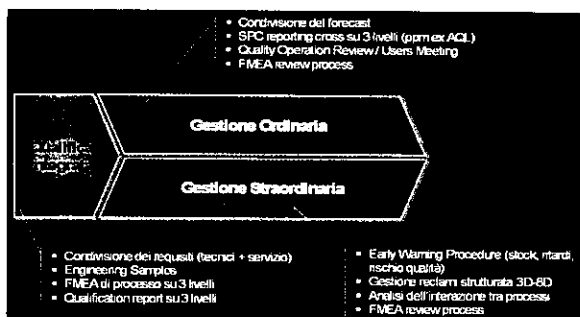 • Condivisione del forecast
• SPC reporting cross su 3 livelli (ppm ex AQL)
• Quality Operation Review / Users Meeting
• FMEA review process
Gestione Ordinaria
Gestione Straordinaria
• Condivisione dei requisiti (tecnici + servizio)
• Engineering Samples
• FMEA di processo su 3 livelli
• Qualification report su 3 livelli
• Early Warning Procedure (stock, ritardi,
rischio qualità)
• Gestione reclami strutturata 3D-8D
• Analisi dell'interazione tra processi
• FMEA review process